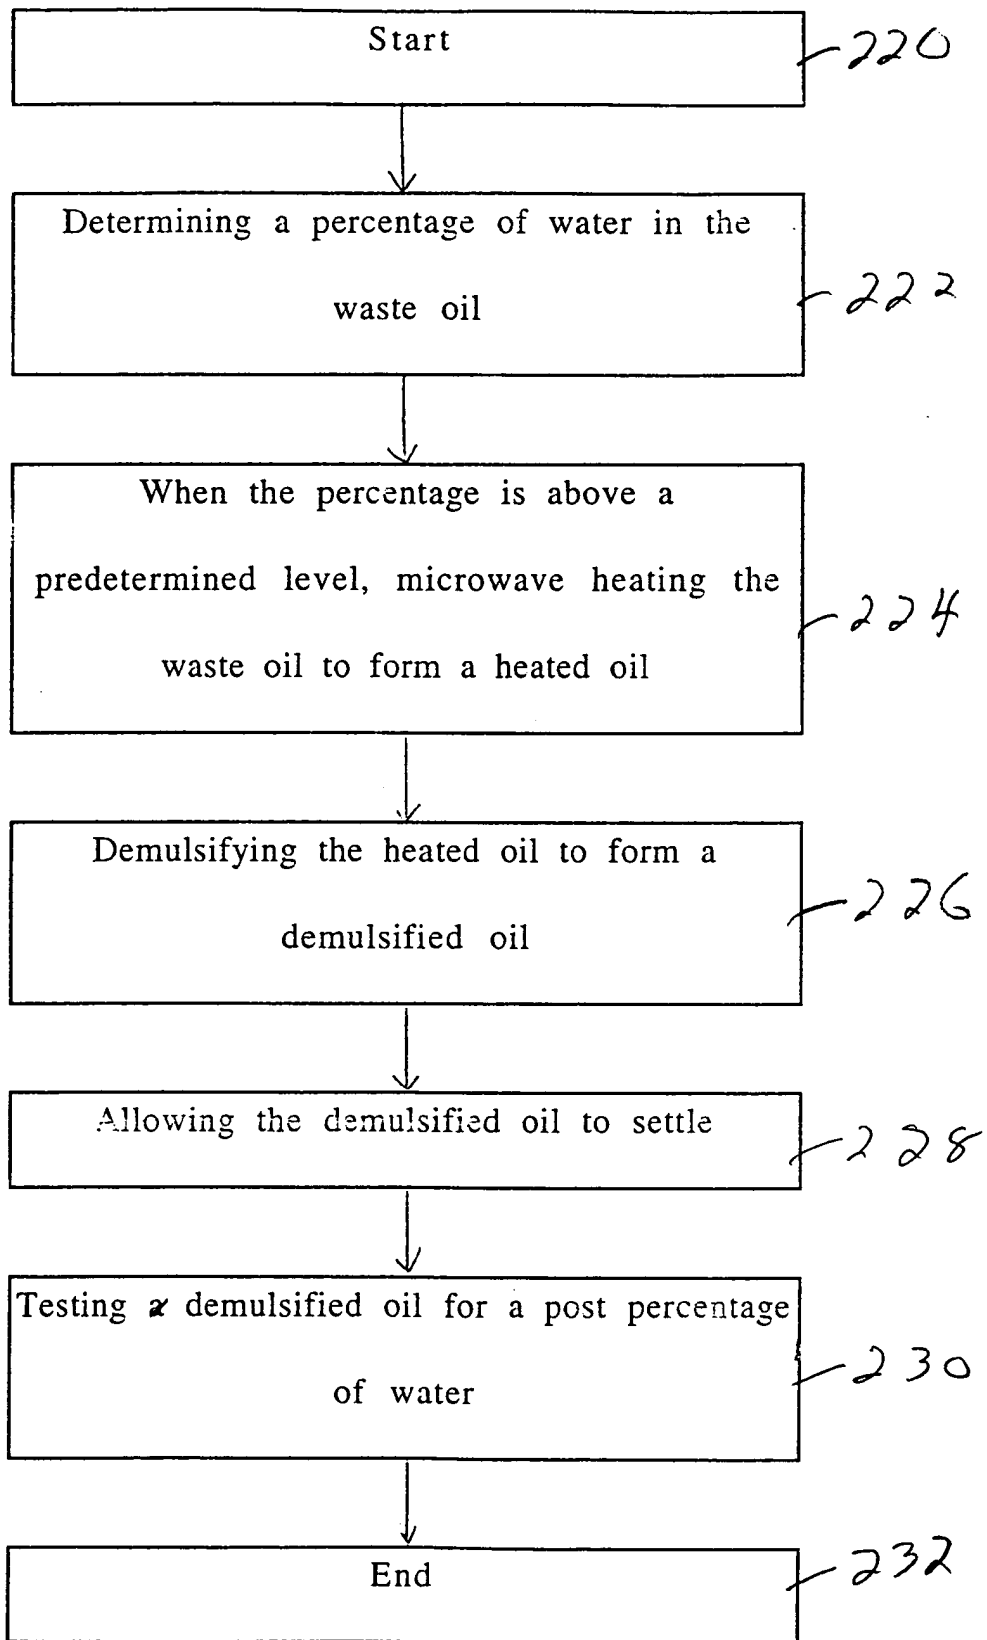 Start
220
Determining a percentage of water in the
waste oil
222
When the percentage is above a
predetermined level, microwave heating the
waste oil to form a heated oil
224
Demulsifying the heated oil to form a
demulsified oil
226
Allowing the demulsified oil to settle
228
Testing a demulsified oil for a post percentage
of water
230
End
232